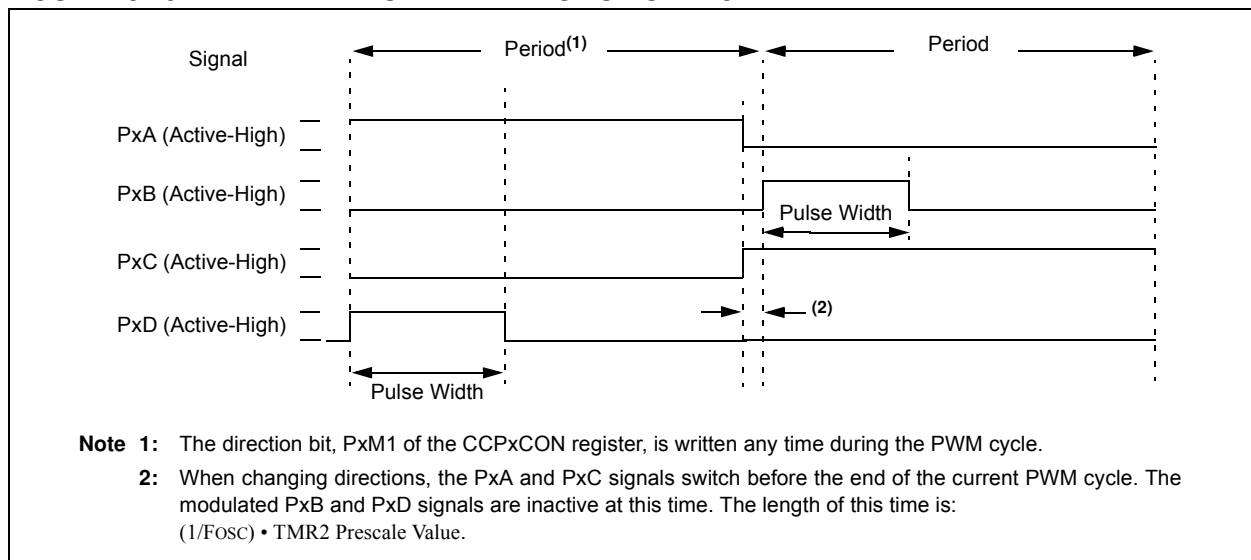 Signal
Period(1)
Period
PxA (Active-High)
PxB (Active-High)
Pulse Width
PxC (Active-High)
(2)
PxD (Active-High)
Pulse Width
Note 1: The direction bit, PxM1 of the CCPxCON register, is written any time during the PWM cycle.
2: When changing directions, the PxA and PxC signals switch before the end of the current PWM cycle. The
modulated PxB and PxD signals are inactive at this time. The length of this time is:
(1/FOSC) • TMR2 Prescale Value.